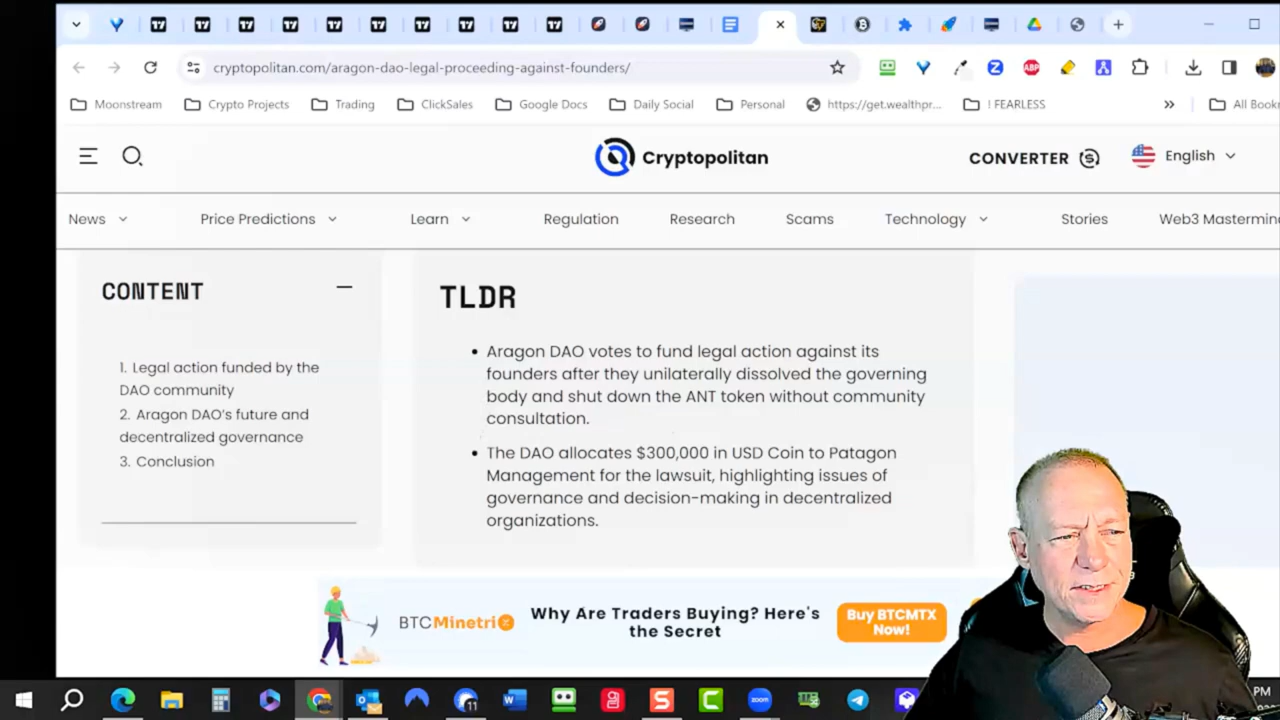 cryptopolitan.com/aragon-dao-legal-proceeding-against-founders/
ABP
Moonstream
Crypto Projects
Trading
ClickSales
Google Docs
Daily Social
Personal
https://get.wealthpr...
! FEARLESS
»
All Book
Cryptopolitan
CONVERTER
English
News
Price Predictions
Learn
Regulation
Research
Scams
Technology
Stories
Web3 Mastermin
CONTENT
1. Legal action funded by the
DAO community
2. Aragon DAO's future and
decentralized governance
3. Conclusion
TLDR
• Aragon DAO votes to fund legal action against its
founders after they unilaterally dissolved the governing
body and shut down the ANT token without community
consultation.
• The DAO allocates $300,000 in USD Coin to Patagon
Management for the lawsuit, highlighting issues of
governance and decision-making in decentralized
organizations.
BTCMinetrix
Why Are Traders Buying? Here's
the Secret
Buy BTCMTX
Now!
11
zoom
PM